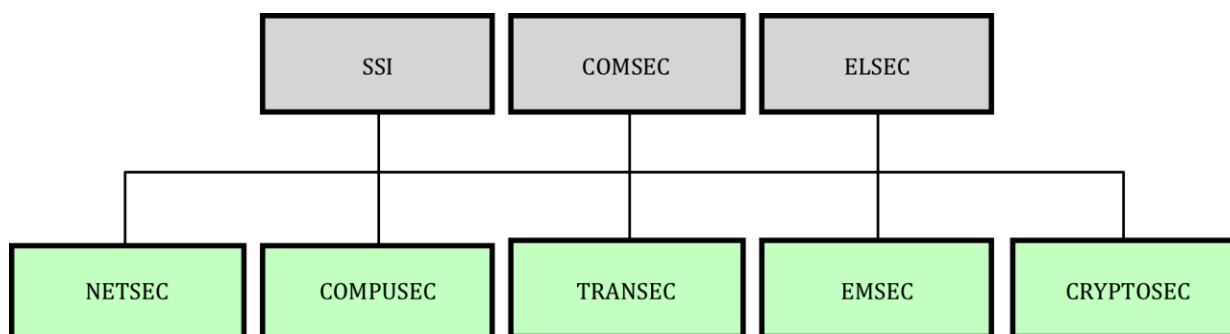 SSI
COMSEC
ELSEC
NETSEC
COMPUSEC
TRANSEC
EMSEC
CRYPTOSEC